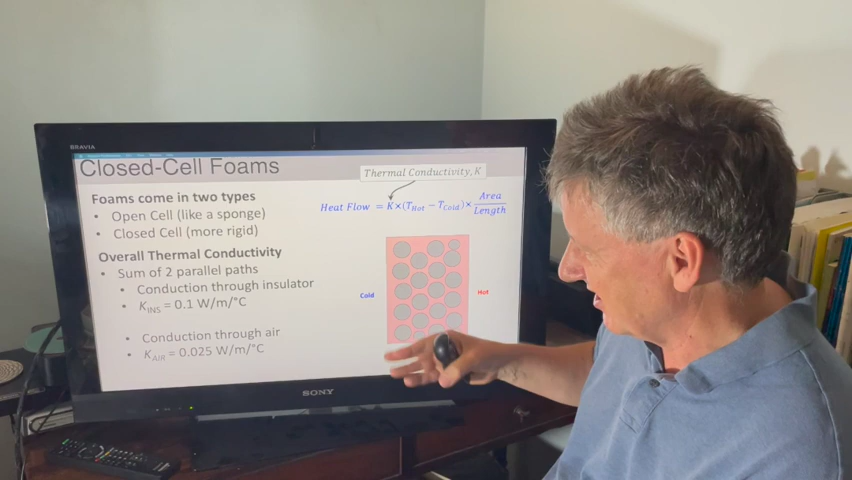 BRAVIA
Closed-Cell Foams
Thermal Conductivity, K
Foams come in two types
• Open Cell (like a sponge)
• Closed Cell (more rigid)
Heat Flow = K×(T_Hot − T_Cold)× Area/Length
Overall Thermal Conductivity
• Sum of 2 parallel paths
• Conduction through insulator
• K_INS = 0.1 W/m/°C
Cold
Hot
• Conduction through air
• K_AIR = 0.025 W/m/°C
SONY